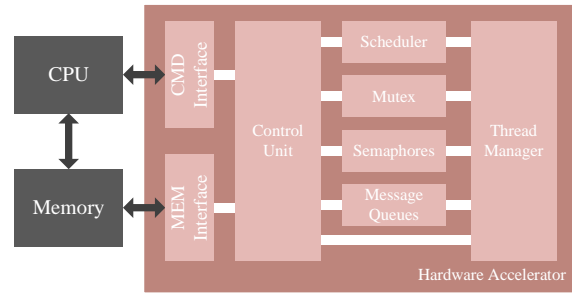 CPU
Memory
CMD
Interface
MEM
Interface
Control
Unit
Scheduler
Mutex
Semaphores
Message
Queues
Thread
Manager
Hardware Accelerator